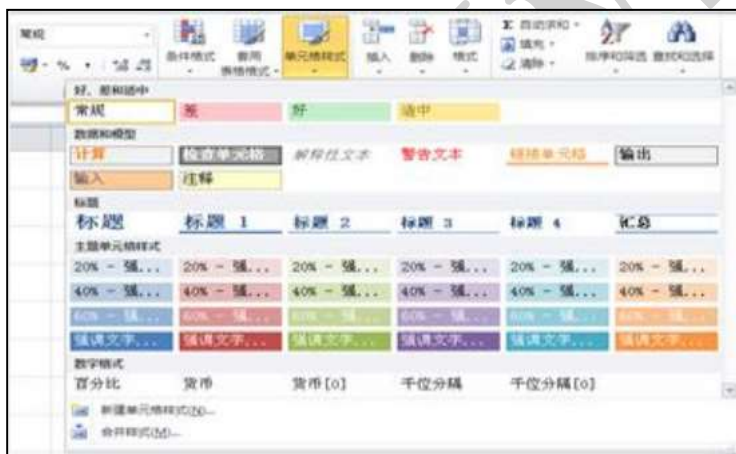 常规 Σ 自动求和
填充
% , 条件格式 套用 单元格样式 插入 删除 格式 清除 排序和筛选 查找和选择
表格格式
好、差和适中
常规 差 好 适中
数据和模型
计算 检查单元格 解释性文本 警告文本 链接单元格 输出
输入 注释
标题
标题 标题 1 标题 2 标题 3 标题 4 汇总
主题单元格样式
20% - 强... 20% - 强... 20% - 强... 20% - 强... 20% - 强... 20% - 强...
40% - 强... 40% - 强... 40% - 强... 40% - 强... 40% - 强... 40% - 强...
60% - 强... 60% - 强... 60% - 强... 60% - 强... 60% - 强... 60% - 强...
强调文字... 强调文字... 强调文字... 强调文字... 强调文字... 强调文字...
数字格式
百分比 货币 货币[0] 千位分隔 千位分隔[0]
新建单元格样式(N)...
合并样式(M)...